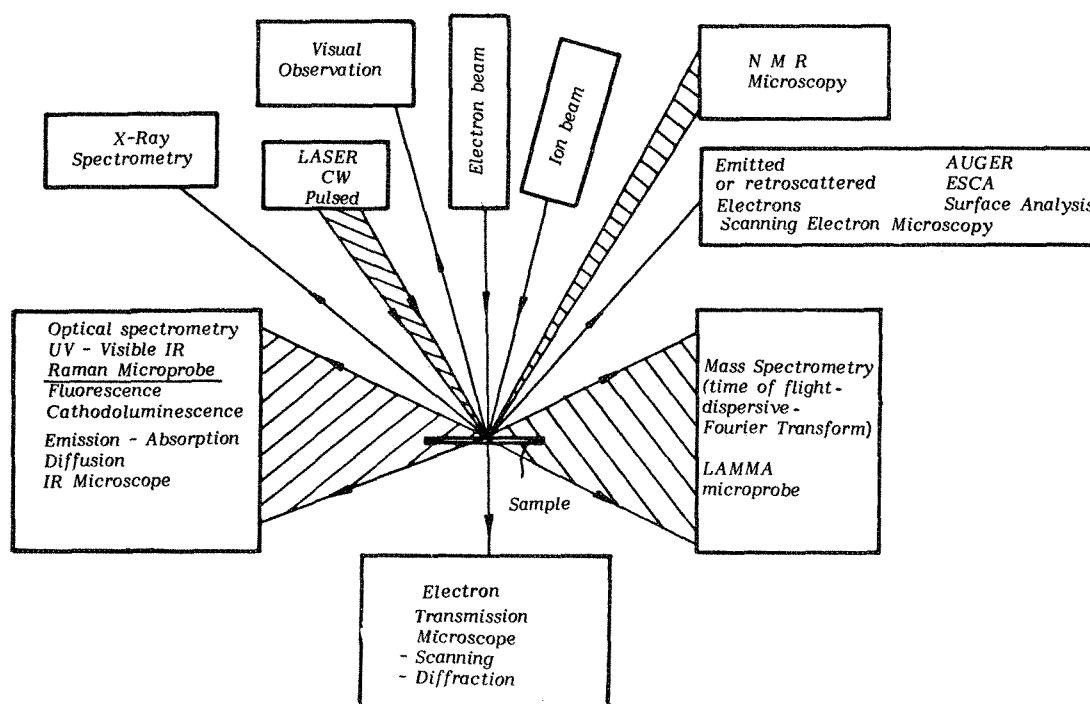 Visual
Observation
Electron beam
Ion beam
N M R
Microscopy
X-Ray
Spectrometry
LASER
CW
Pulsed
Emitted AUGER
or retroscattered ESCA
Electrons Surface Analysis
Scanning Electron Microscopy
Optical spectrometry
UV - Visible IR
Raman Microprobe
Fluorescence
Cathodoluminescence
Emission - Absorption
Diffusion
IR Microscope
Mass Spectrometry
(time of flight-
dispersive-
Fourier Transform)
LAMMA
microprobe
Sample
Electron
Transmission
Microscope
- Scanning
- Diffraction